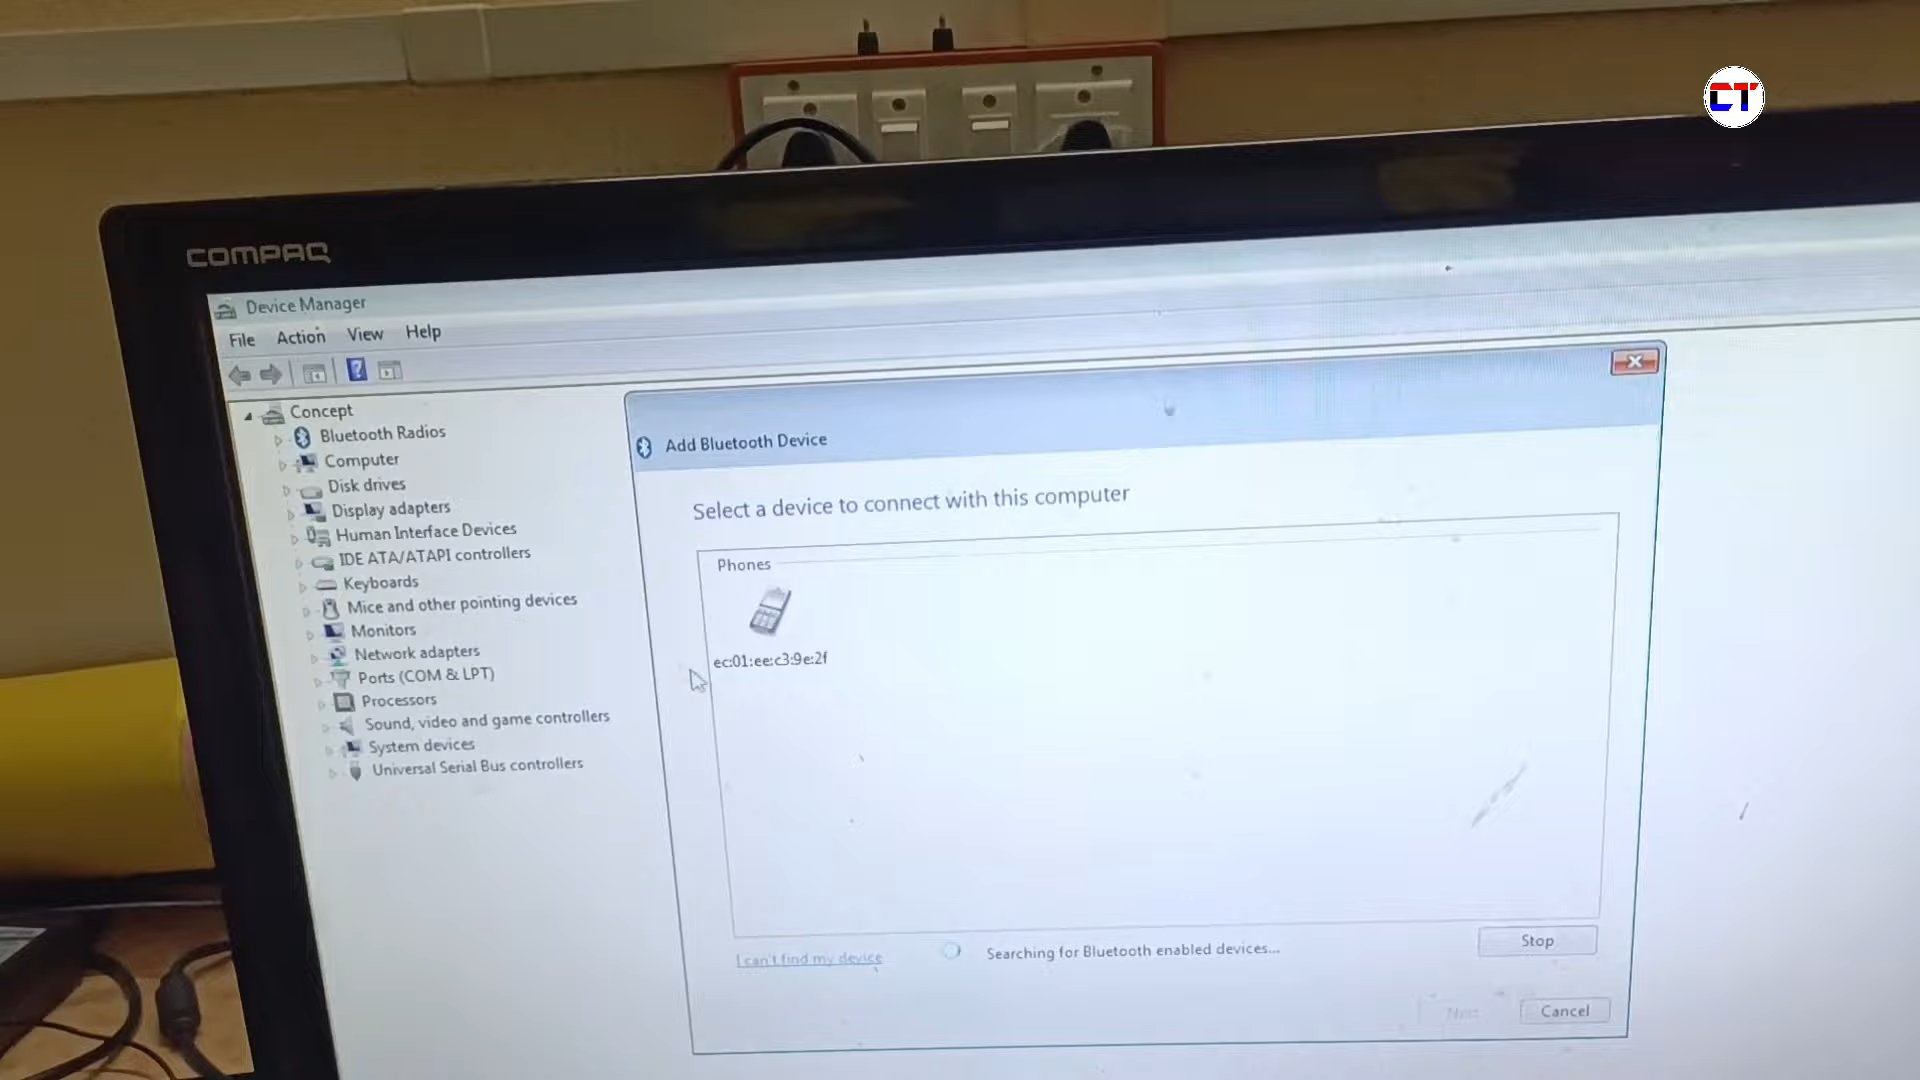 CT
COMPAQ
Device Manager
File Action View Help
Concept
Bluetooth Radios
Computer
Disk drives
Display adapters
Human Interface Devices
IDE ATA/ATAPI controllers
Keyboards
Mice and other pointing devices
Monitors
Network adapters
Ports (COM & LPT)
Processors
Sound, video and game controllers
System devices
Universal Serial Bus controllers
Add Bluetooth Device
Select a device to connect with this computer
Phones
ec:01:ee:c3:9e:2f
I can't find my device
Searching for Bluetooth enabled devices...
Stop
Next
Cancel